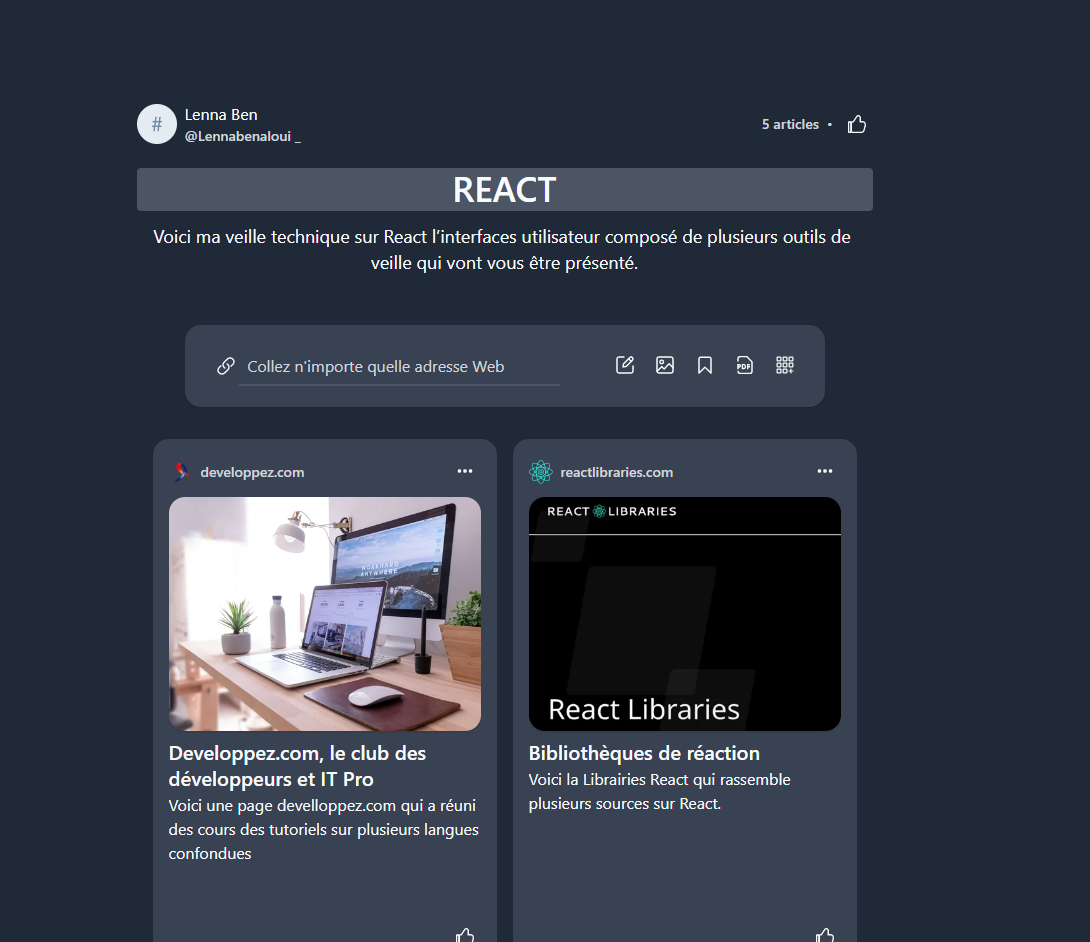 #
Lenna Ben
@Lennabenaloui _
5 articles •
REACT
Voici ma veille technique sur React l’interfaces utilisateur composé de plusieurs outils de
veille qui vont vous être présenté.
Collez n'importe quelle adresse Web
PDF
developpez.com
WORKHARD
ANYWHERE
Developpez.com, le club des
développeurs et IT Pro
Voici une page develloppez.com qui a réuni
des cours des tutoriels sur plusieurs langues
confondues
reactlibraries.com
REACT LIBRARIES
React Libraries
Bibliothèques de réaction
Voici la Librairies React qui rassemble
plusieurs sources sur React.